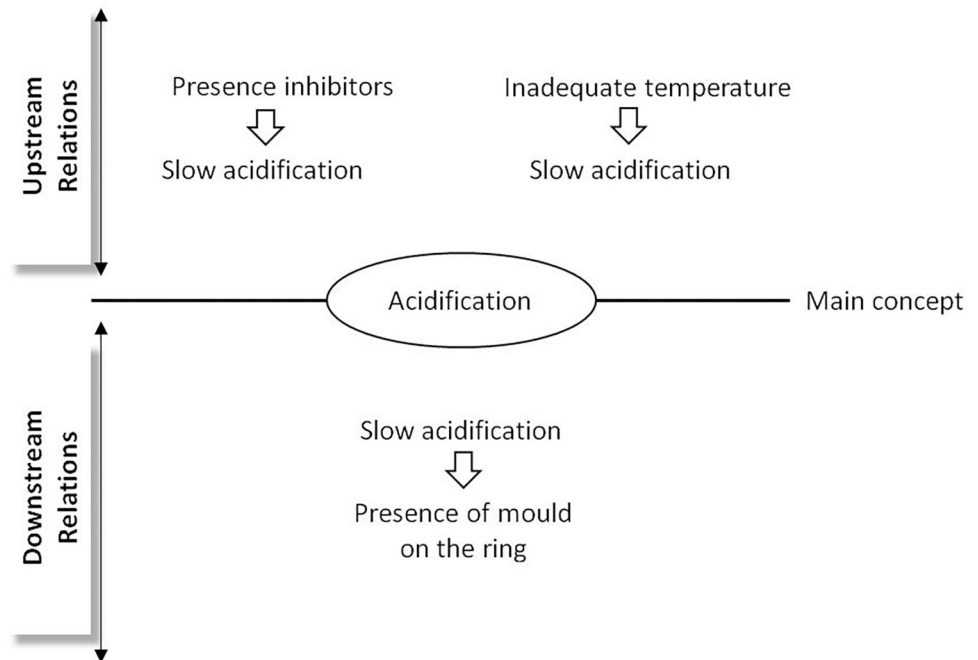 Upstream
Relations
Presence inhibitors
Inadequate temperature
Slow acidification
Slow acidification
Acidification
Main concept
Downstream
Relations
Slow acidification
Presence of mould
on the ring